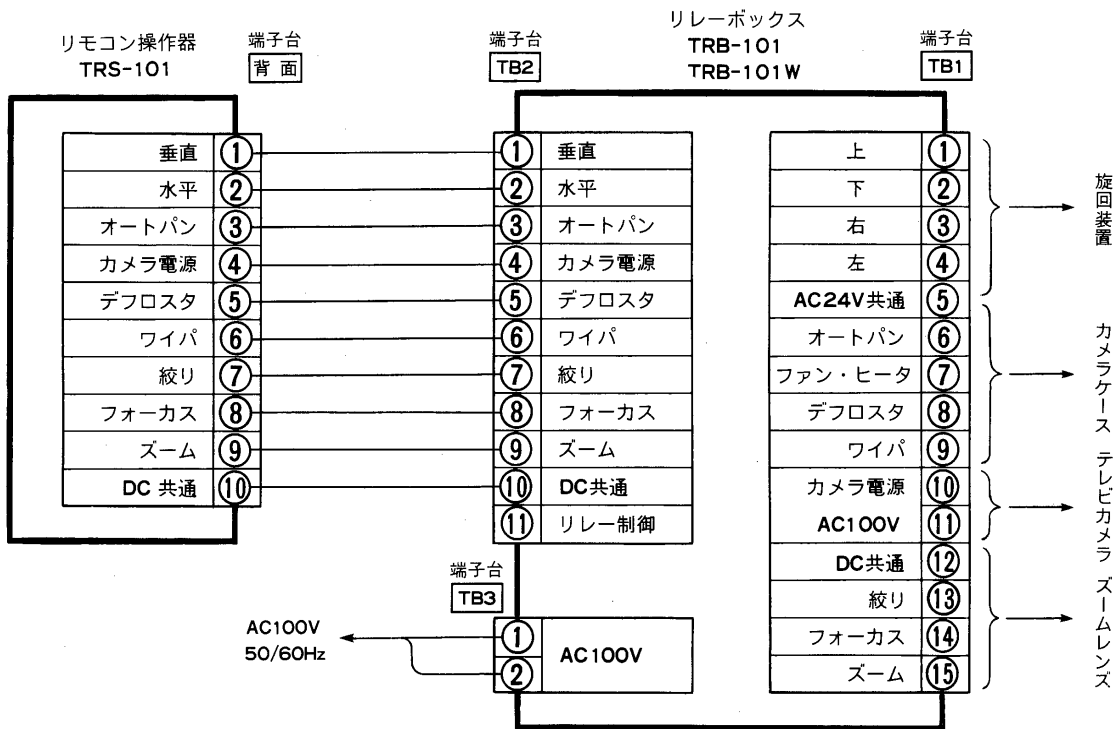 リモコン操作器
TRS-101
端子台
背面
垂直 ①
水平 ②
オートパン ③
カメラ電源 ④
デフロスタ ⑤
ワイパ ⑥
絞り ⑦
フォーカス ⑧
ズーム ⑨
DC共通 ⑩
リレーボックス
TRB-101
TRB-101W
端子台
TB2
① 垂直
② 水平
③ オートパン
④ カメラ電源
⑤ デフロスタ
⑥ ワイパ
⑦ 絞り
⑧ フォーカス
⑨ ズーム
⑩ DC共通
⑪ リレー制御
端子台
TB3
AC100V
50/60Hz
①
②
AC100V
端子台
TB1
上 ①
下 ②
右 ③
左 ④
AC24V共通 ⑤
オートパン ⑥
ファン・ヒータ ⑦
デフロスタ ⑧
ワイパ ⑨
カメラ電源 ⑩
AC100V ⑪
DC共通 ⑫
絞り ⑬
フォーカス ⑭
ズーム ⑮
旋回装置
カメラケース
テレビカメラ
ズームレンズ